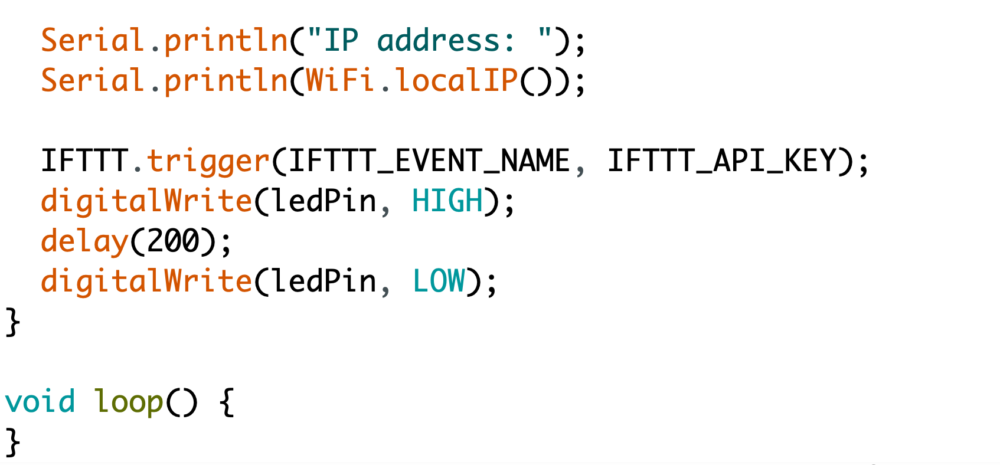 Serial.println("IP address: ");
Serial.println(WiFi.localIP());
IFTTT.trigger(IFTTT_EVENT_NAME, IFTTT_API_KEY);
digitalWrite(ledPin, HIGH);
delay(200);
digitalWrite(ledPin, LOW);
}
void loop() {
}